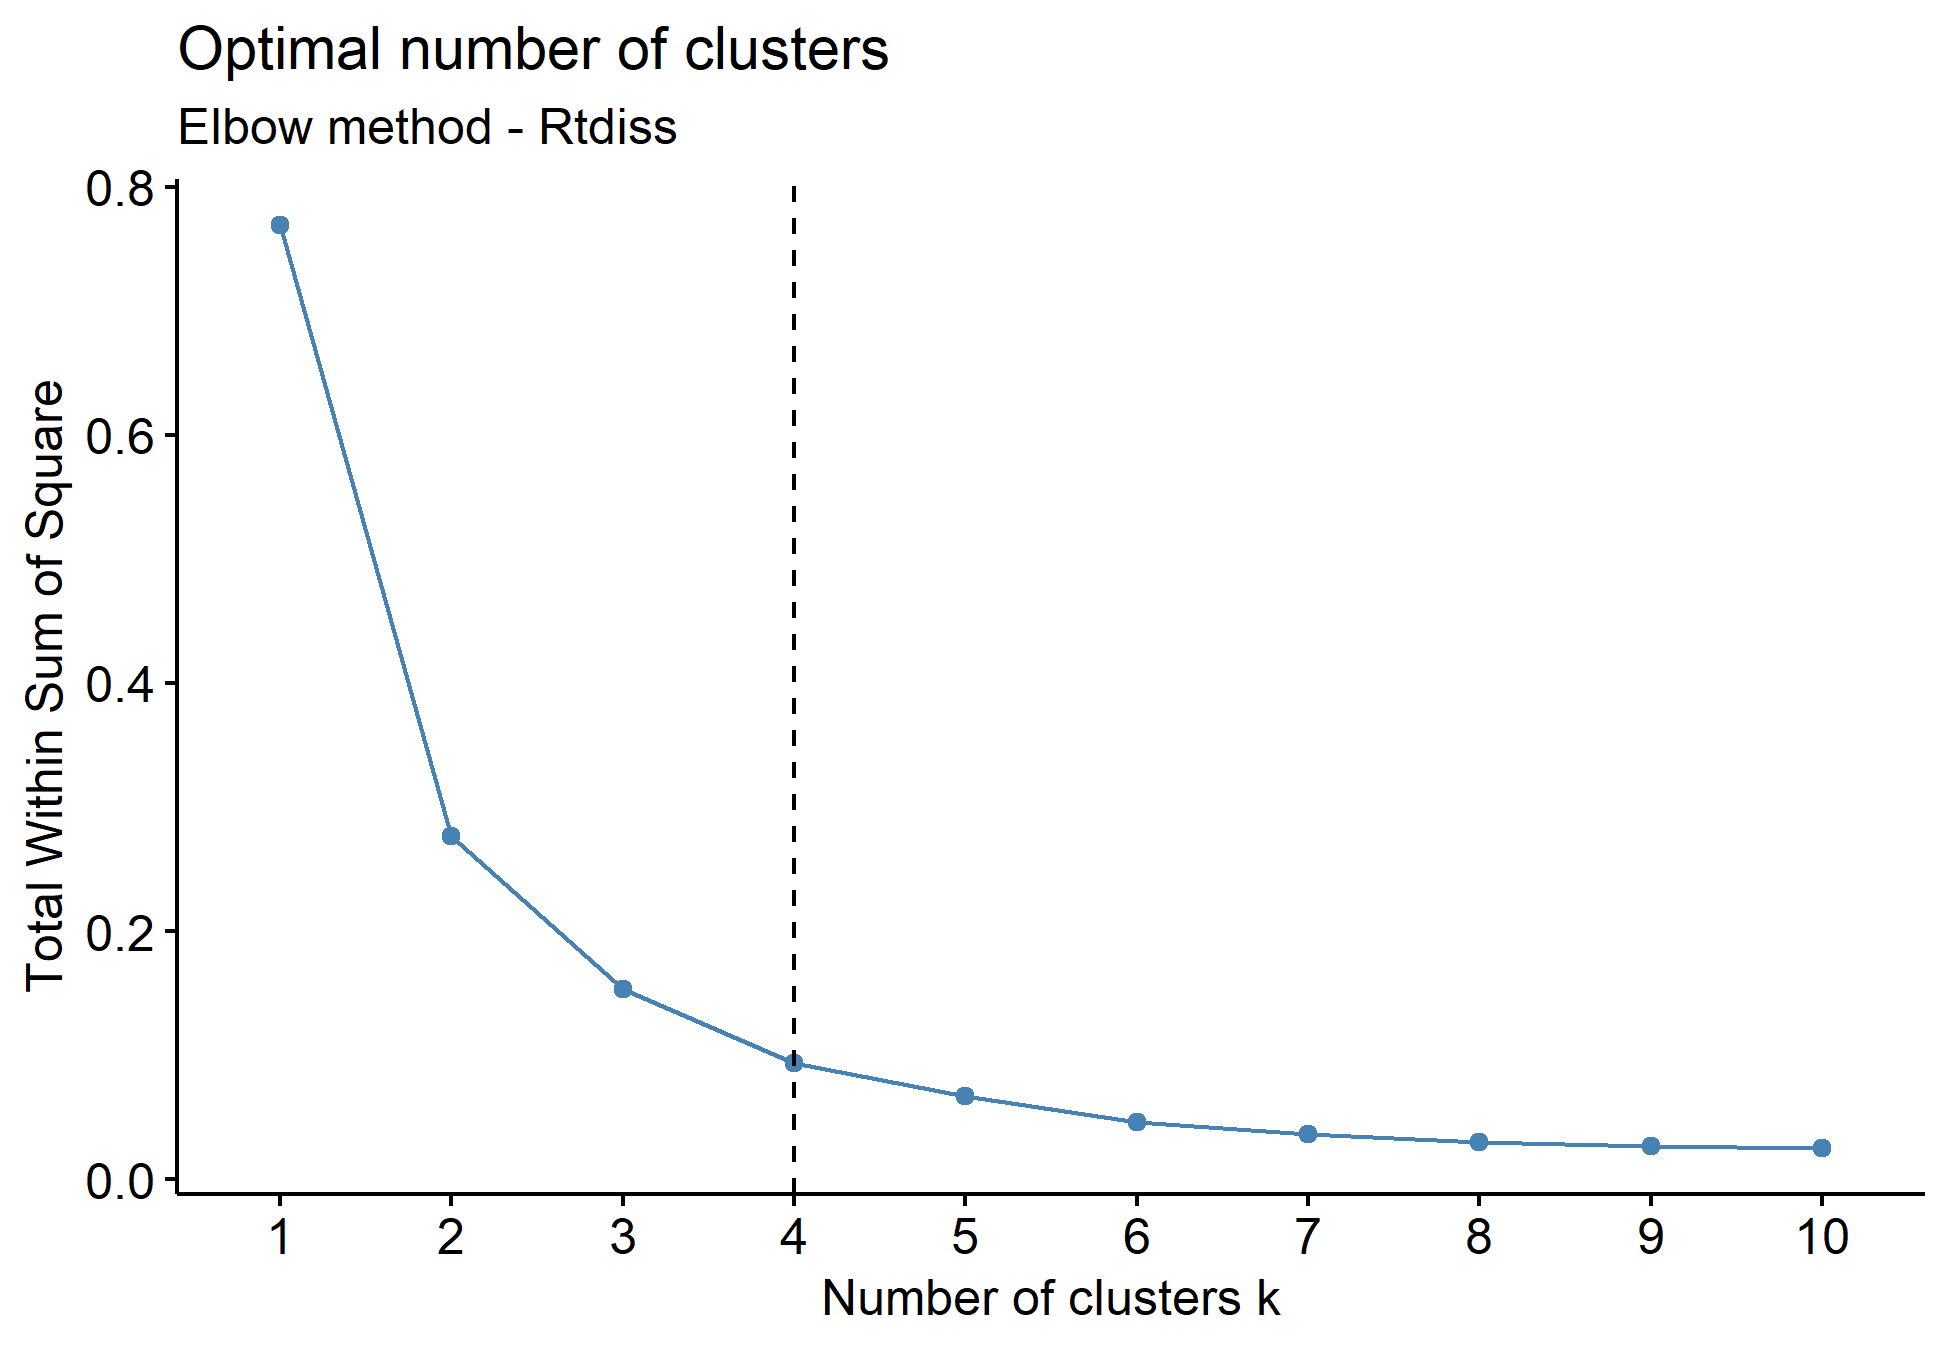 Optimal number of clusters
Elbow method - Rtdiss
0.8
0.6
0.4
0.2
0.0
Total Within Sum of Square
1 2 3 4 5 6 7 8 9 10
Number of clusters k